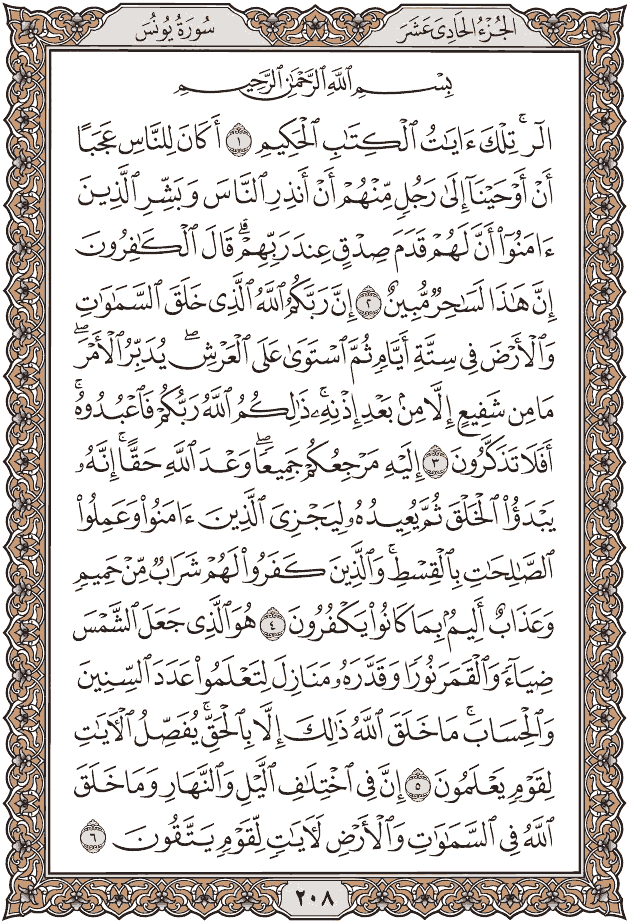 الجُزْءُ الحَادِي عَشَرَ
سُورَةُ يُونُسَ
بِسْمِ اللَّهِ الرَّحْمَٰنِ الرَّحِيمِ
الٓر ۚ تِلْكَ ءَايَٰتُ ٱلْكِتَٰبِ ٱلْحَكِيمِ ١ أَكَانَ لِلنَّاسِ عَجَبًا
أَنْ أَوْحَيْنَآ إِلَىٰ رَجُلٍ مِّنْهُمْ أَنْ أَنذِرِ ٱلنَّاسَ وَبَشِّرِ ٱلَّذِينَ
ءَامَنُوٓا۟ أَنَّ لَهُمْ قَدَمَ صِدْقٍ عِندَ رَبِّهِمْ ۗ قَالَ ٱلْكَٰفِرُونَ
إِنَّ هَٰذَا لَسَٰحِرٌ مُّبِينٌ ٢ إِنَّ رَبَّكُمُ ٱللَّهُ ٱلَّذِى خَلَقَ ٱلسَّمَٰوَٰتِ
وَٱلْأَرْضَ فِى سِتَّةِ أَيَّامٍ ثُمَّ ٱسْتَوَىٰ عَلَى ٱلْعَرْشِ ۖ يُدَبِّرُ ٱلْأَمْرَ ۖ
مَا مِن شَفِيعٍ إِلَّا مِنۢ بَعْدِ إِذْنِهِۦ ۚ ذَٰلِكُمُ ٱللَّهُ رَبُّكُمْ فَٱعْبُدُوهُ ۚ
أَفَلَا تَذَكَّرُونَ ٣ إِلَيْهِ مَرْجِعُكُمْ جَمِيعًا ۖ وَعْدَ ٱللَّهِ حَقًّا ۚ إِنَّهُۥ
يَبْدَؤُا۟ ٱلْخَلْقَ ثُمَّ يُعِيدُهُۥ لِيَجْزِىَ ٱلَّذِينَ ءَامَنُوا۟ وَعَمِلُوا۟
ٱلصَّٰلِحَٰتِ بِٱلْقِسْطِ ۚ وَٱلَّذِينَ كَفَرُوا۟ لَهُمْ شَرَابٌ مِّنْ حَمِيمٍ
وَعَذَابٌ أَلِيمٌۢ بِمَا كَانُوا۟ يَكْفُرُونَ ٤ هُوَ ٱلَّذِى جَعَلَ ٱلشَّمْسَ
ضِيَآءً وَٱلْقَمَرَ نُورًا وَقَدَّرَهُۥ مَنَازِلَ لِتَعْلَمُوا۟ عَدَدَ ٱلسِّنِينَ
وَٱلْحِسَابَ ۚ مَا خَلَقَ ٱللَّهُ ذَٰلِكَ إِلَّا بِٱلْحَقِّ ۚ يُفَصِّلُ ٱلْءَايَٰتِ
لِقَوْمٍ يَعْلَمُونَ ٥ إِنَّ فِى ٱخْتِلَٰفِ ٱلَّيْلِ وَٱلنَّهَارِ وَمَا خَلَقَ
ٱللَّهُ فِى ٱلسَّمَٰوَٰتِ وَٱلْأَرْضِ لَءَايَٰتٍ لِّقَوْمٍ يَتَّقُونَ ٦
٢٠٨